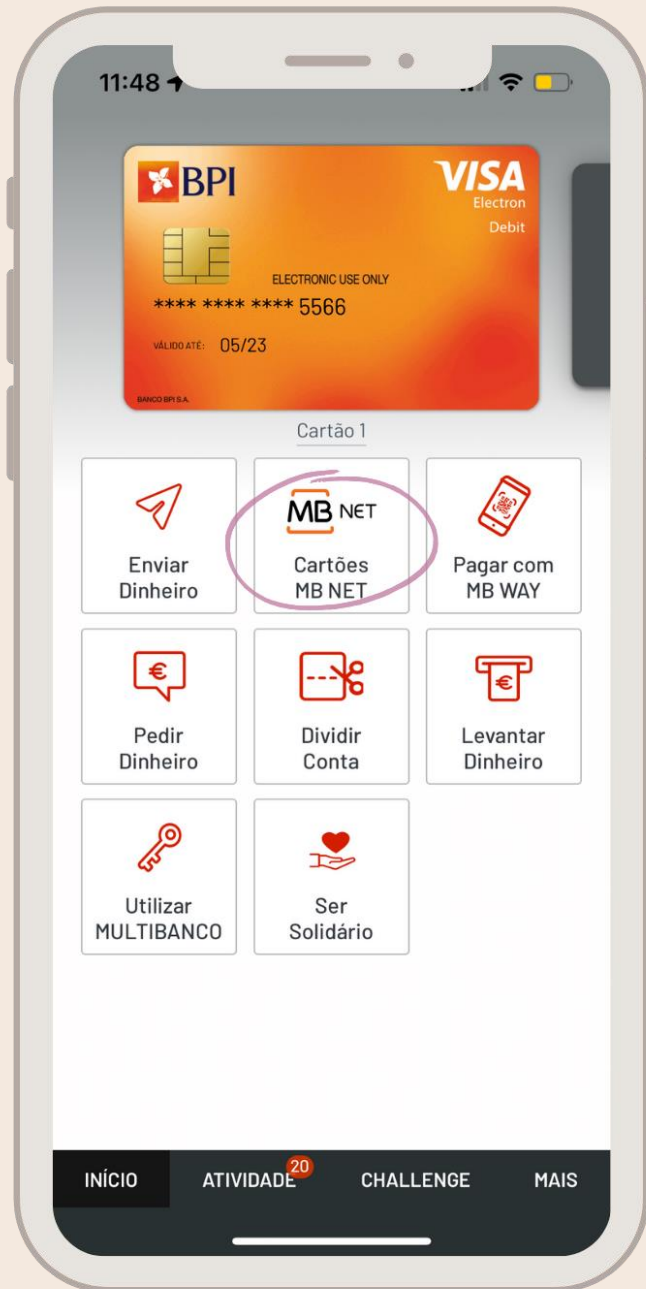 11:48
BPI
VISA
Electron
Debit
ELECTRONIC USE ONLY
**** **** **** 5566
VÁLIDO ATÉ: 05/23
BANCO BPI S.A.
Cartão 1
MB NET
Enviar
Dinheiro
Cartões
MB NET
Pagar com
MB WAY
€
€
Pedir
Dinheiro
Dividir
Conta
Levantar
Dinheiro
Utilizar
MULTIBANCO
Ser
Solidário
INÍCIO
ATIVIDADE
20
CHALLENGE
MAIS